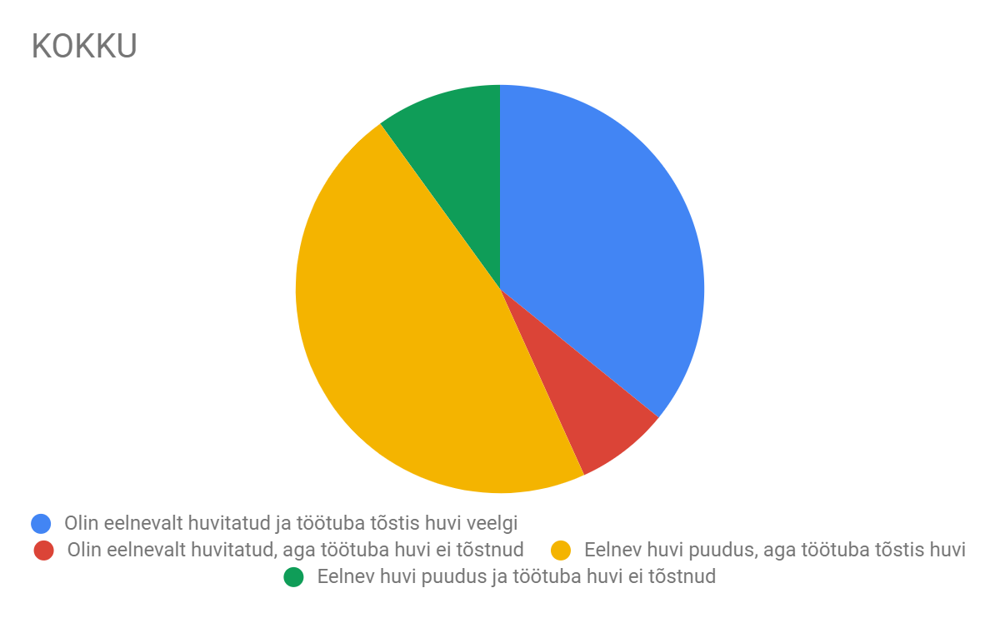 KOKKU
Olin eelnevalt huvitatud ja töötuba tõstis huvi veelgi
Olin eelnevalt huvitatud, aga töötuba huvi ei tõstnud Eelnev huvi puudus, aga töötuba tõstis huvi
Eelnev huvi puudus ja töötuba huvi ei tõstnud